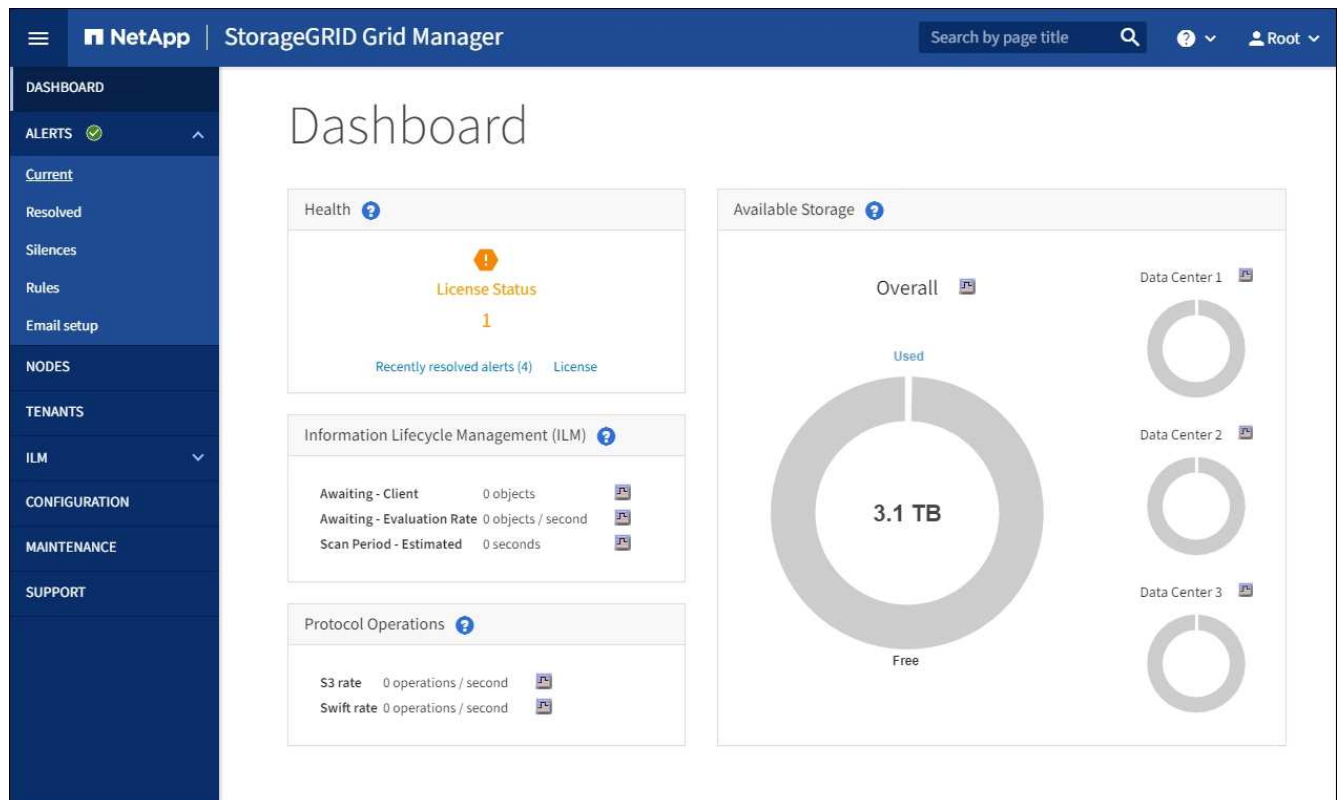 NetApp | StorageGRID Grid Manager
Search by page title
?
Root
DASHBOARD
ALERTS
Current
Resolved
Silences
Rules
Email setup
NODES
TENANTS
ILM
CONFIGURATION
MAINTENANCE
SUPPORT
Dashboard
Health ?
!
License Status
1
Recently resolved alerts (4) License
Information Lifecycle Management (ILM) ?
Awaiting - Client 0 objects
Awaiting - Evaluation Rate 0 objects / second
Scan Period - Estimated 0 seconds
Protocol Operations ?
S3 rate 0 operations / second
Swift rate 0 operations / second
Available Storage ?
Overall
Used
3.1 TB
Free
Data Center 1
Data Center 2
Data Center 3